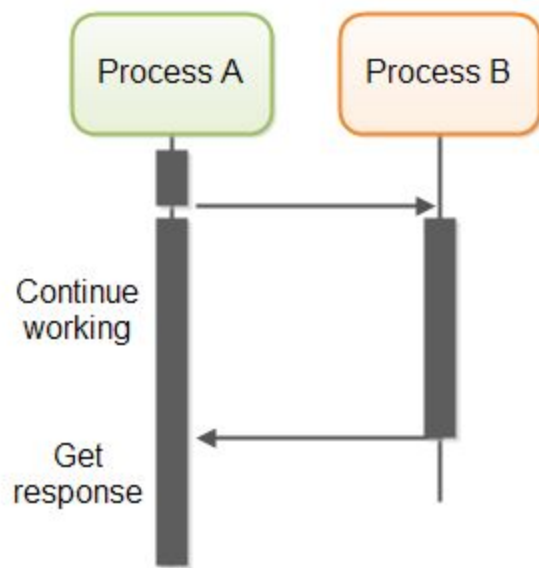 Process A
Process B
Continue
working
Get
response